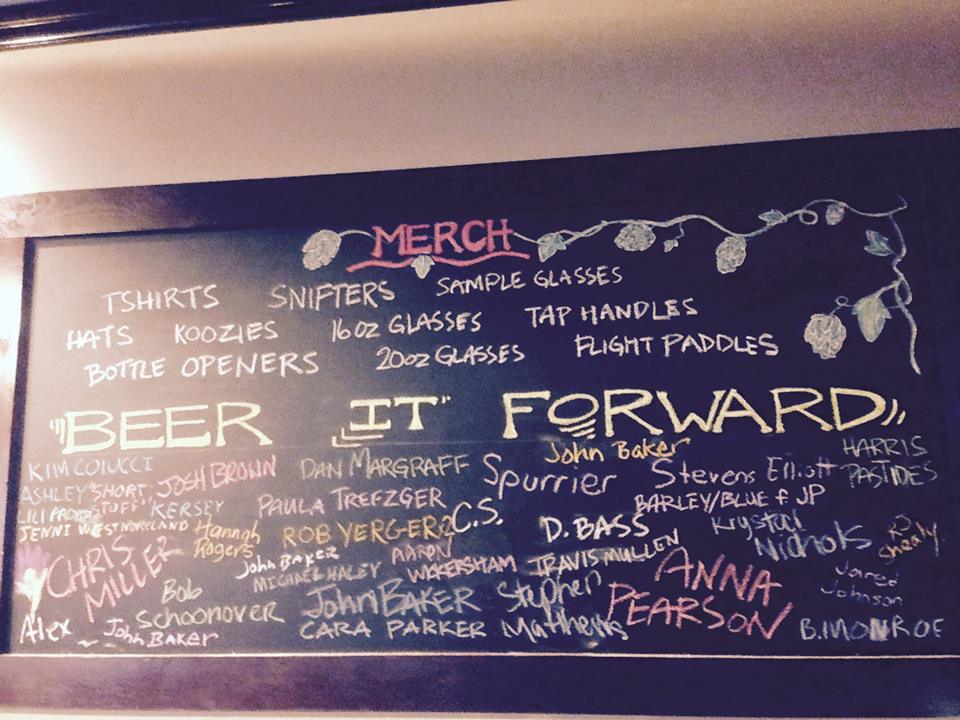 MERCH
TSHIRTS SNIFTERS SAMPLE GLASSES
HATS KOOZIES 16OZ GLASSES TAP HANDLES
BOTTLE OPENERS 20OZ GLASSES FLIGHT PADDLES
"BEER IT FORWARD"
John Baker
KIM COIUCCI JOSH BROWN DAN MARGRAFF Spurrier Stevens Elliott HARRIS PASTIDES
ASHLEY "SHORT STUFF" KERSEY PAULA TREFZGER BARLEY/BLUE & JP
LILI
JENNI WESTMORELAND Hannah Rogers ROB YERGER C.S. D. BASS Krystal Nichols Shealy
CHRIS MILLER John BAKER AARON WAKERSHAM TRAVIS MULLEN ANNA PEARSON Jared Johnson
MICHAEL HALEY
Bob Schoonover John BAKER Stephen Mathews
Alex John BAKER CARA PARKER B. MONROE